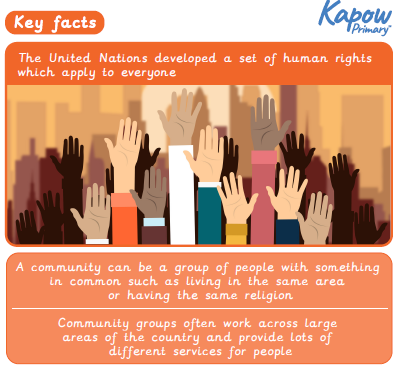 Key facts
Kapow
Primary™
The United Nations developed a set of human rights
which apply to everyone
A community can be a group of people with something
in common such as living in the same area
or having the same religion
Community groups often work across large
areas of the country and provide lots of
different services for people